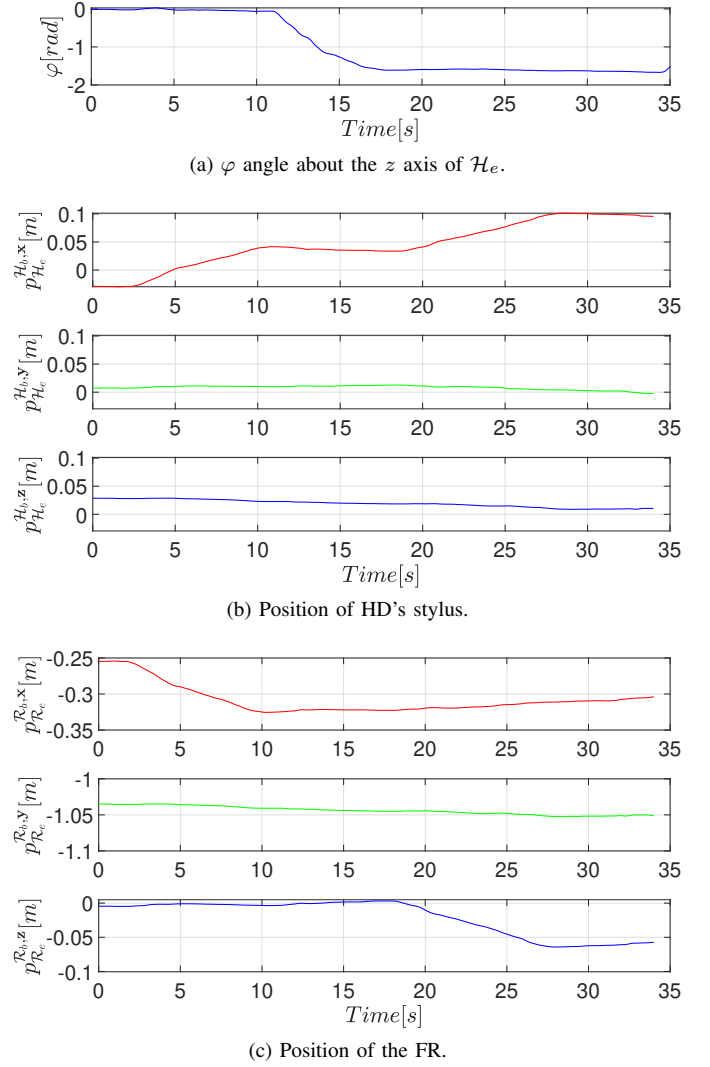 0
-1
-2
φ[rad]
0 5 10 15 20 25 30 35
Time[s]
(a) φ angle about the z axis of ℋₑ.
0.1
0.05
0
p_{ℋ_e}^{ℋ_b,x}[m]
0 5 10 15 20 25 30 35
0.1
0.05
0
p_{ℋ_e}^{ℋ_b,y}[m]
0 5 10 15 20 25 30 35
0.1
0.05
0
p_{ℋ_e}^{ℋ_b,z}[m]
0 5 10 15 20 25 30 35
Time[s]
(b) Position of HD's stylus.
-0.25
-0.3
-0.35
p_{ℛ_e}^{ℛ_b,x}[m]
0 5 10 15 20 25 30 35
-1
-1.05
-1.1
p_{ℛ_e}^{ℛ_b,y}[m]
0 5 10 15 20 25 30 35
0
-0.05
-0.1
p_{ℛ_e}^{ℛ_b,z}[m]
0 5 10 15 20 25 30 35
Time[s]
(c) Position of the FR.